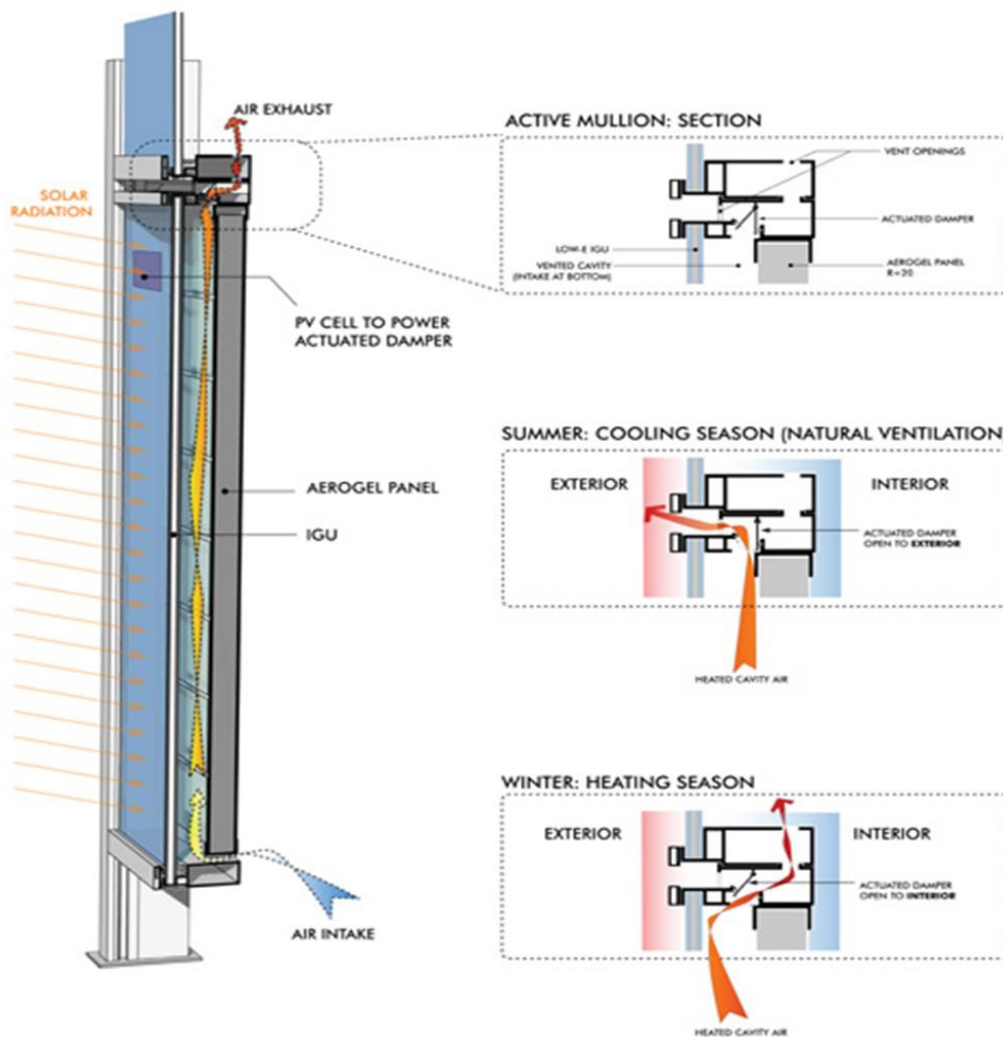 AIR EXHAUST
SOLAR
RADIATION
PV CELL TO POWER
ACTUATED DAMPER
AEROGEL PANEL
IGU
AIR INTAKE
ACTIVE MULLION: SECTION
VENT OPENINGS
ACTUATED DAMPER
LOW-E IGU
VENTED CAVITY
(INTAKE AT BOTTOM)
AEROGEL PANEL
R=20
SUMMER: COOLING SEASON (NATURAL VENTILATION
EXTERIOR
INTERIOR
ACTUATED DAMPER
OPEN TO EXTERIOR
HEATED CAVITY AIR
WINTER: HEATING SEASON
EXTERIOR
INTERIOR
ACTUATED DAMPER
OPEN TO INTERIOR
HEATED CAVITY AIR